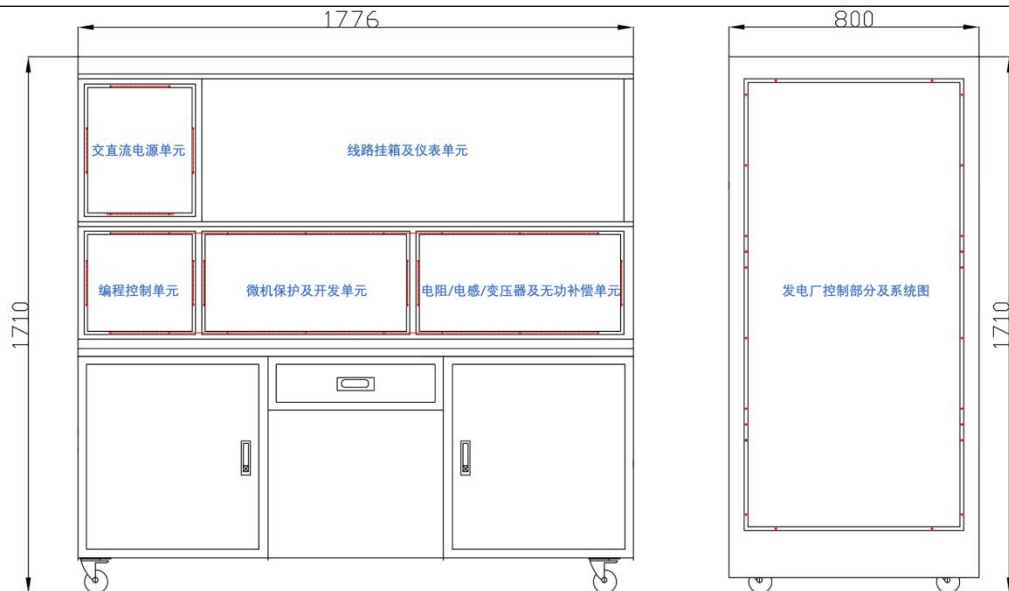 1776
800
交直流电源单元
线路挂箱及仪表单元
编程控制单元
微机保护及开发单元
电阻/电感/变压器及无功补偿单元
发电厂控制部分及系统图
1710
1710